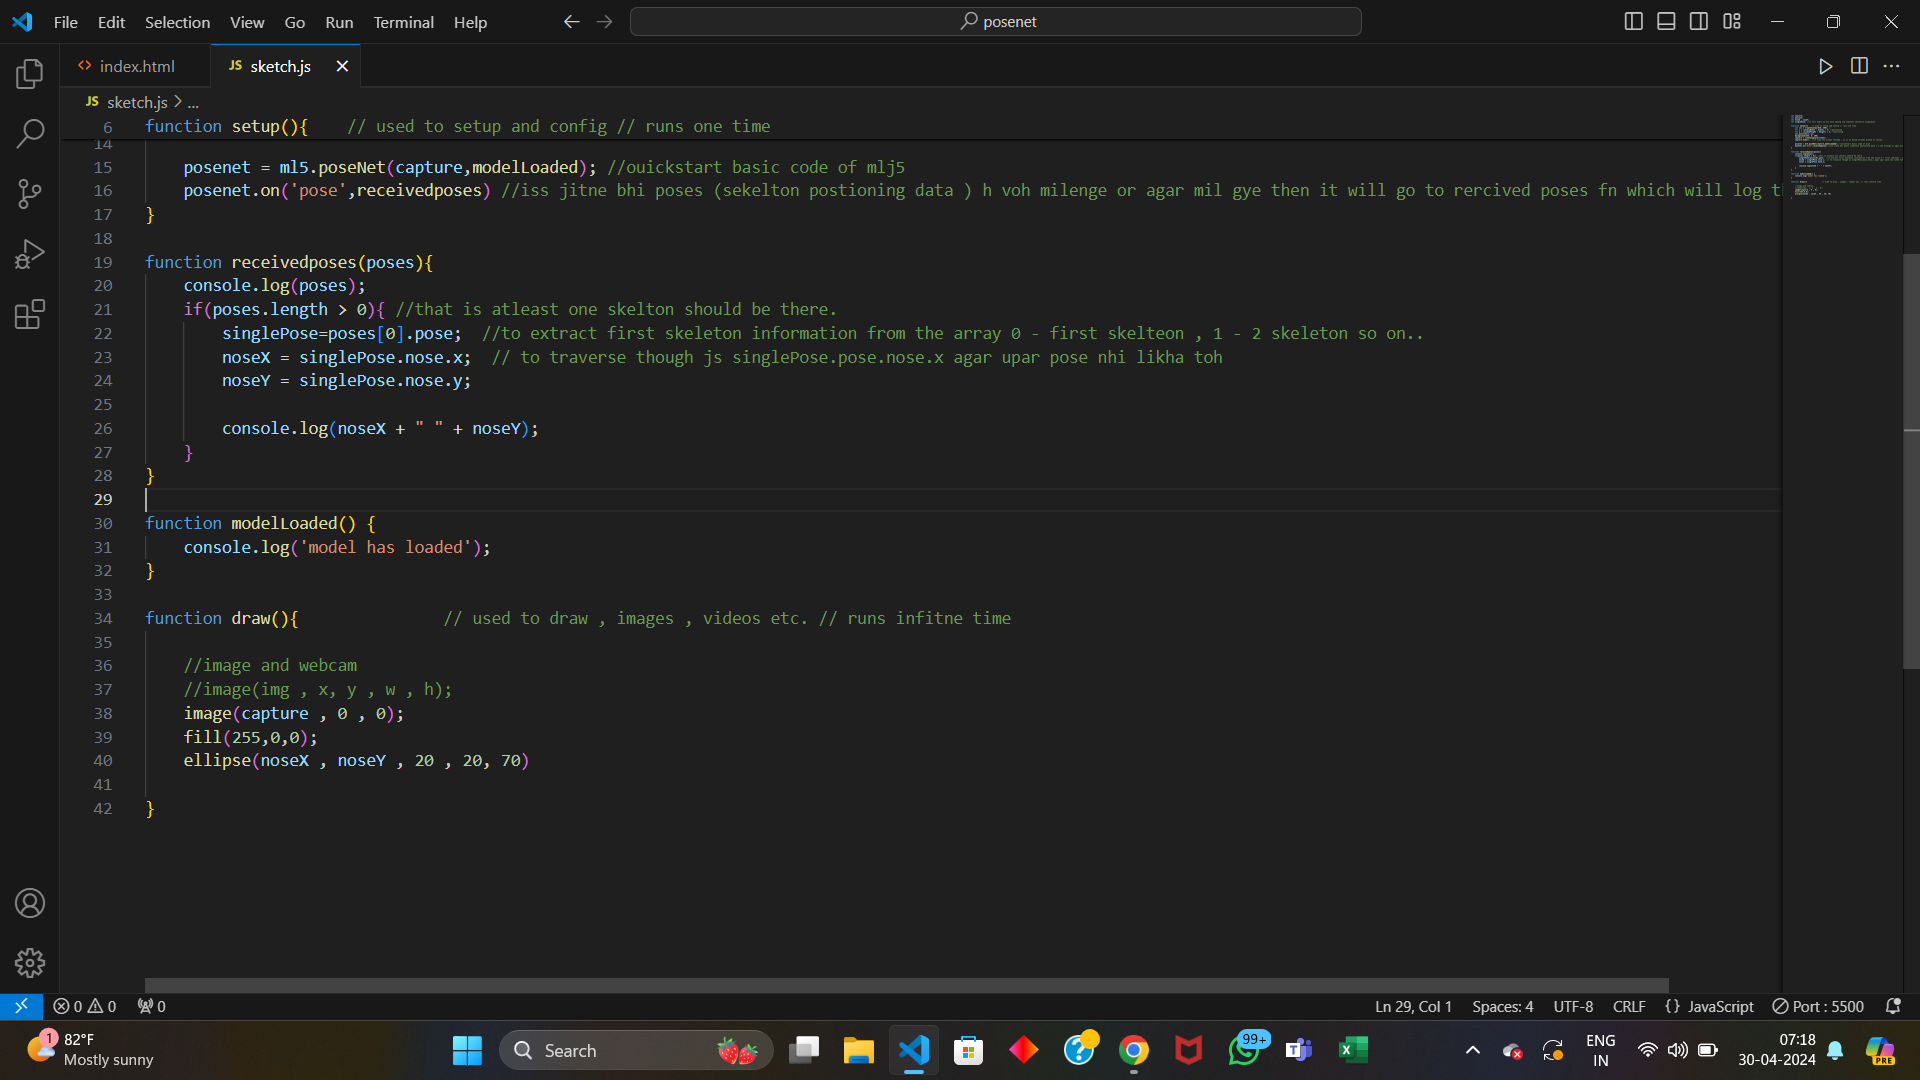 File Edit Selection View Go Run Terminal Help posenet
index.html JS sketch.js
JS sketch.js > ...
6 function setup(){ // used to setup and config // runs one time
14
15 posenet = ml5.poseNet(capture,modelLoaded); //ouickstart basic code of mlj5
16 posenet.on('pose',receivedposes) //iss jitne bhi poses (sekelton postioning data ) h voh milenge or agar mil gye then it will go to rercived poses fn which will log t
17 }
18
19 function receivedposes(poses){
20 console.log(poses);
21 if(poses.length > 0){ //that is atleast one skelton should be there.
22 singlePose=poses[0].pose; //to extract first skeleton information from the array 0 - first skelteon , 1 - 2 skeleton so on..
23 noseX = singlePose.nose.x; // to traverse though js singlePose.pose.nose.x agar upar pose nhi likha toh
24 noseY = singlePose.nose.y;
25
26 console.log(noseX + " " + noseY);
27 }
28 }
29
30 function modelLoaded() {
31 console.log('model has loaded');
32 }
33
34 function draw(){ // used to draw , images , videos etc. // runs infitne time
35
36 //image and webcam
37 //image(img , x, y , w , h);
38 image(capture , 0 , 0);
39 fill(255,0,0);
40 ellipse(noseX , noseY , 20 , 20, 70)
41
42 }
0 0 0 Ln 29, Col 1 Spaces: 4 UTF-8 CRLF {} JavaScript Port : 5500
1 82°F
Mostly sunny
Search
99+
ENG
IN
07:18
30-04-2024
PRE